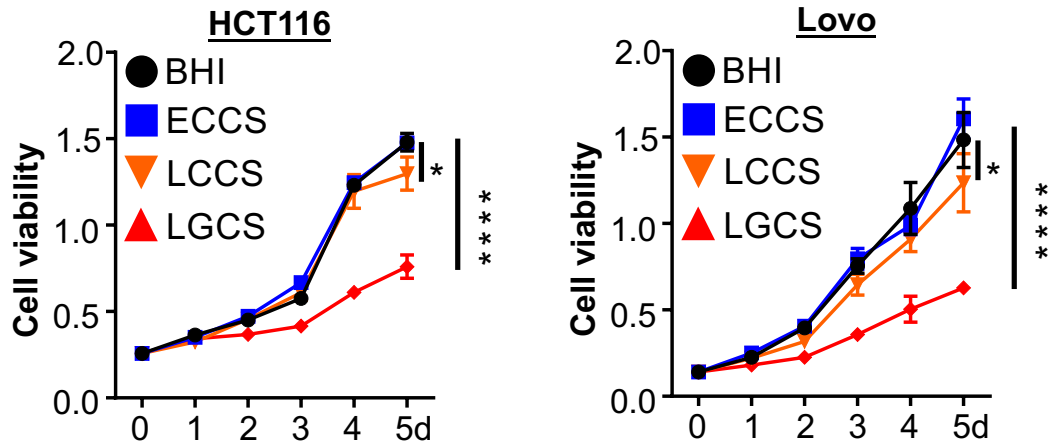 HCT116
2.0
1.5
1.0
0.5
0.0
Cell viability
BHI
ECCS
LCCS
LGCS
*
****
0 1 2 3 4 5d
Lovo
2.0
1.5
1.0
0.5
0.0
Cell viability
BHI
ECCS
LCCS
LGCS
*
****
0 1 2 3 4 5d